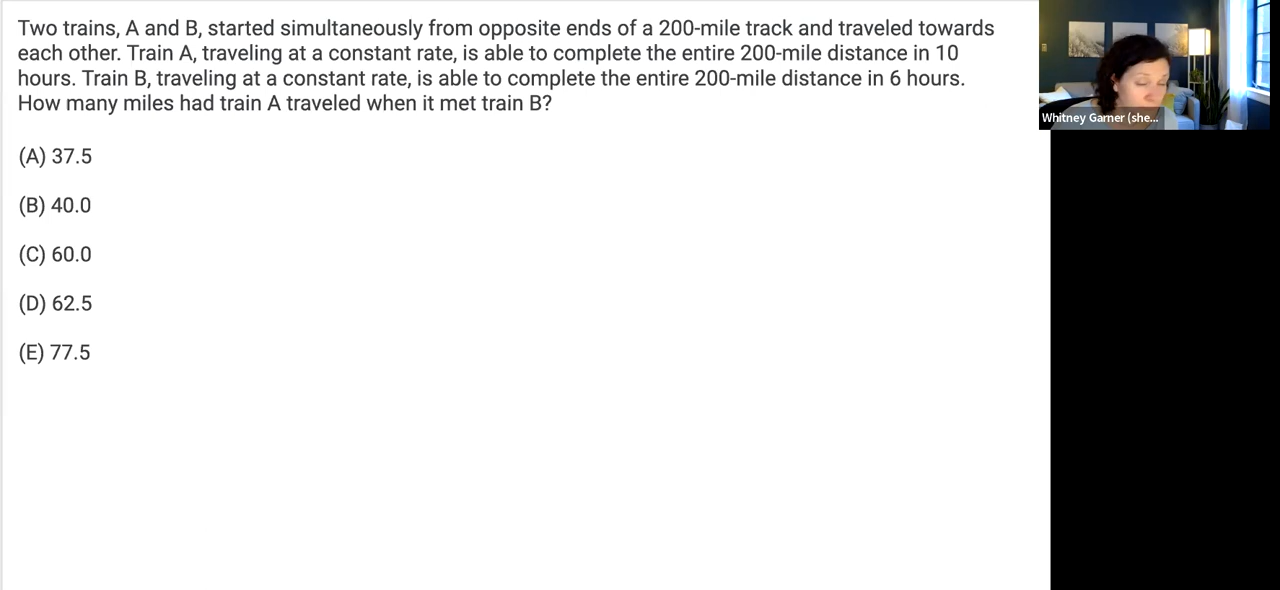 Two trains, A and B, started simultaneously from opposite ends of a 200-mile track and traveled towards
each other. Train A, traveling at a constant rate, is able to complete the entire 200-mile distance in 10
hours. Train B, traveling at a constant rate, is able to complete the entire 200-mile distance in 6 hours.
How many miles had train A traveled when it met train B?
(A) 37.5
(B) 40.0
(C) 60.0
(D) 62.5
(E) 77.5
Whitney Garner (she...